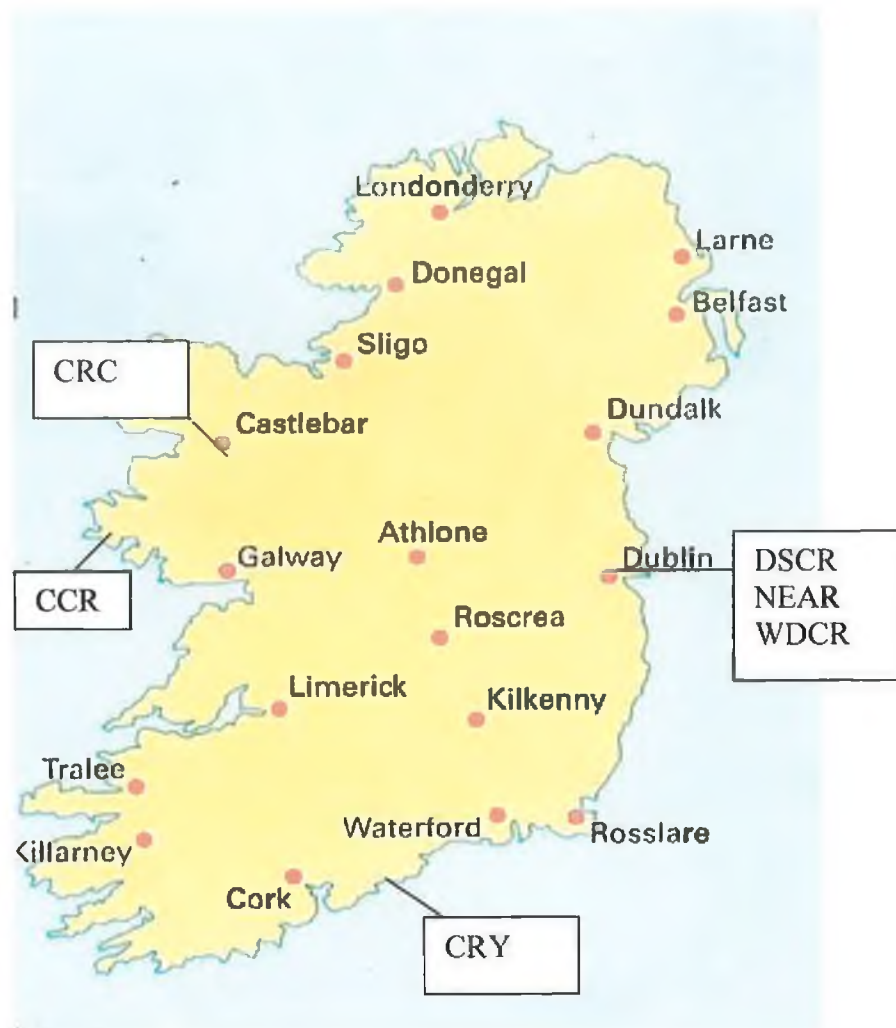 Londonderry
Larne
Donegal
Belfast
Sligo
CRC
Castlebar
Dundalk
Athlone
Galway
Dublin
DSCR
NEAR
WDCR
CCR
Roscrea
Limerick
Kilkenny
Tralee
Waterford
Rosslare
Killarney
Cork
CRY